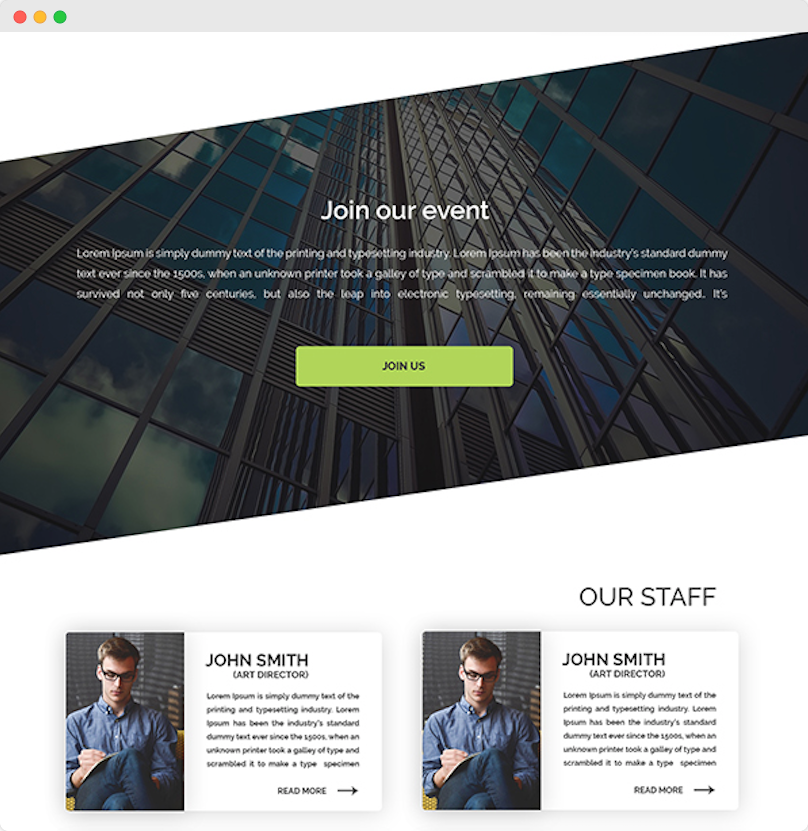 Join our event
Lorem Ipsum is simply dummy text of the printing and typesetting industry. Lorem Ipsum has been the industry's standard dummy
text ever since the 1500s, when an unknown printer took a galley of type and scrambled it to make a type specimen book. It has
survived not only five centuries, but also the leap into electronic typesetting, remaining essentially unchanged.. It's
JOIN US
OUR STAFF
JOHN SMITH
(ART DIRECTOR)
Lorem Ipsum is simply dummy text of the
printing and typesetting industry. Lorem
Ipsum has been the industry's standard
dummy text ever since the 1500s, when an
unknown printer took a galley of type and
scrambled it to make a type specimen
READ MORE
JOHN SMITH
(ART DIRECTOR)
Lorem Ipsum is simply dummy text of the
printing and typesetting industry. Lorem
Ipsum has been the industry's standard
dummy text ever since the 1500s, when an
unknown printer took a galley of type and
scrambled it to make a type specimen
READ MORE